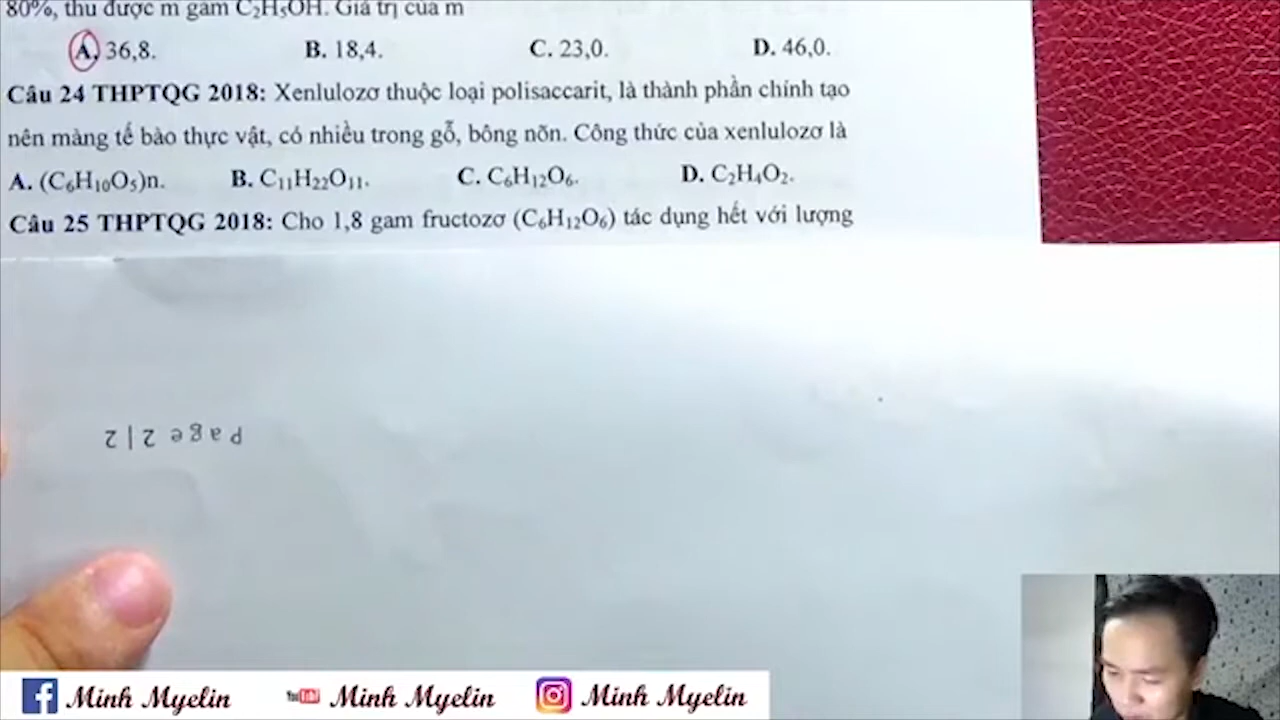 80%, thu được m gam C₂H₅OH. Giá trị của m
A. 36,8. B. 18,4. C. 23,0. D. 46,0.
Câu 24 THPTQG 2018: Xenlulozơ thuộc loại polisaccarit, là thành phần chính tạo
nên màng tế bào thực vật, có nhiều trong gỗ, bông nõn. Công thức của xenlulozơ là
A. (C₆H₁₀O₅)n. B. C₁₁H₂₂O₁₁. C. C₆H₁₂O₆. D. C₂H₄O₂.
Câu 25 THPTQG 2018: Cho 1,8 gam fructozơ (C₆H₁₂O₆) tác dụng hết với lượng
Page 2|2
Minh Myelin YouTube Minh Myelin Minh Myelin